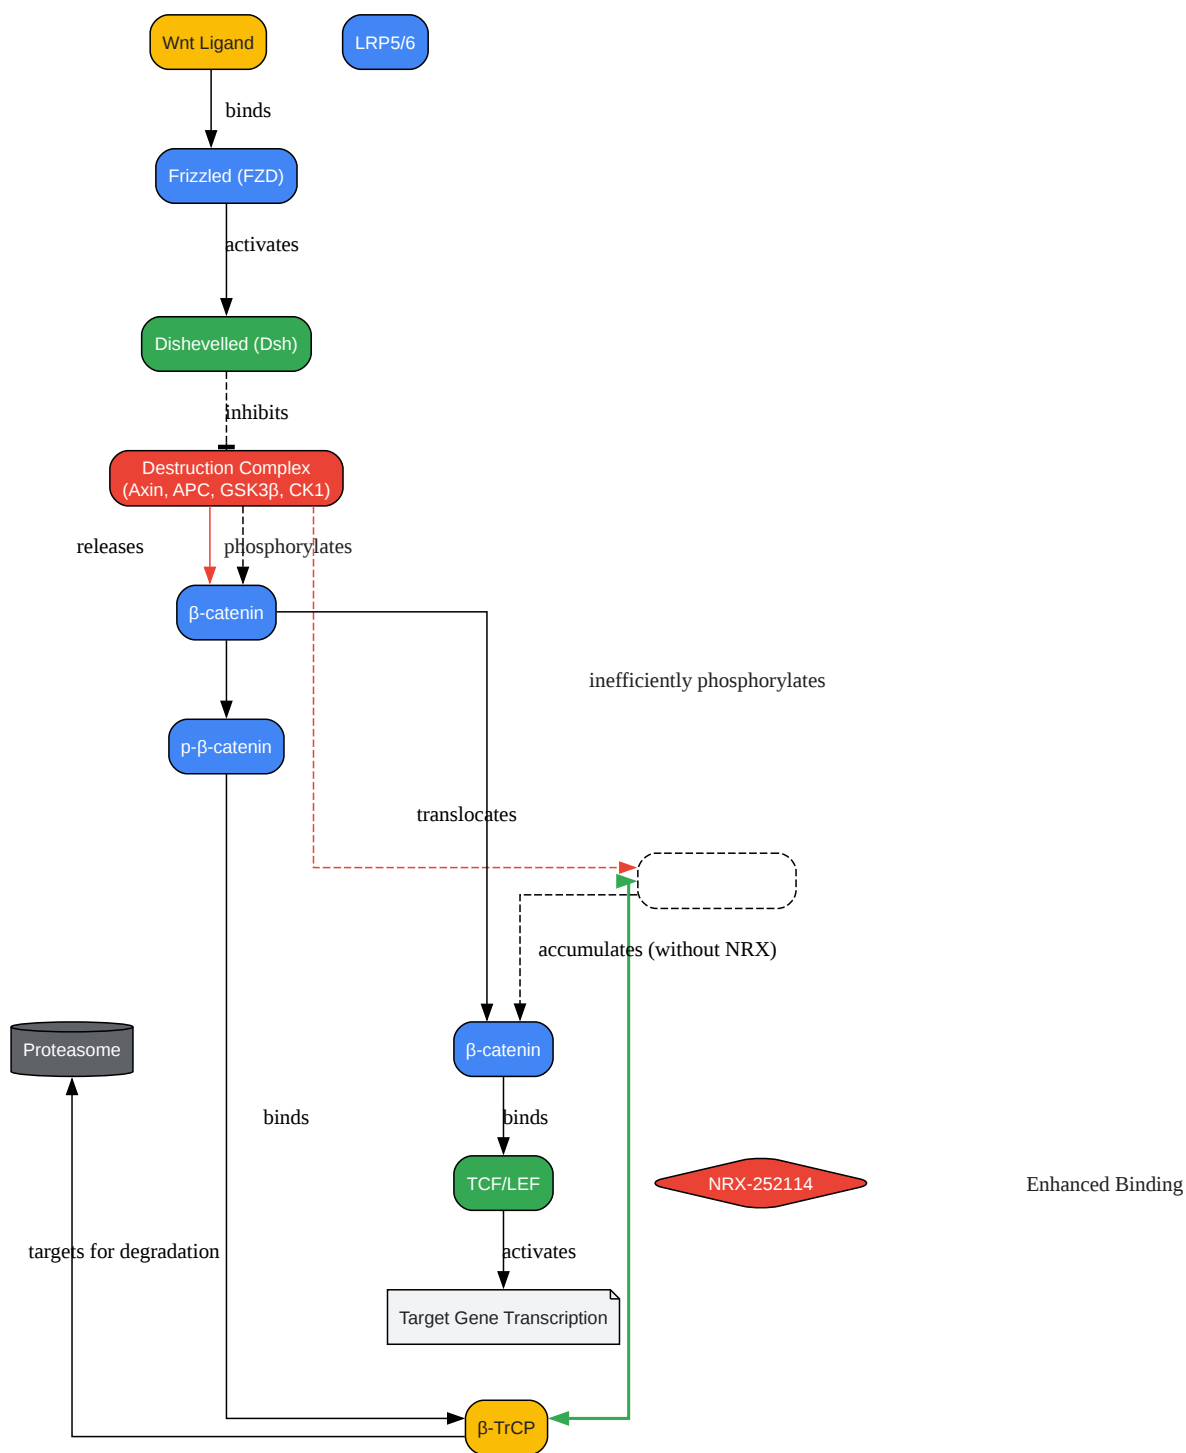 Wnt Ligand
LRP5/6
binds
Frizzled (FZD)
activates
Dishevelled (Dsh)
inhibits
Destruction Complex
(Axin, APC, GSK3β, CK1)
releases
phosphorylates
β-catenin
inefficiently phosphorylates
p-β-catenin
translocates
accumulates (without NRX)
Proteasome
β-catenin
binds
binds
TCF/LEF
NRX-252114
Enhanced Binding
targets for degradation
activates
Target Gene Transcription
β-TrCP